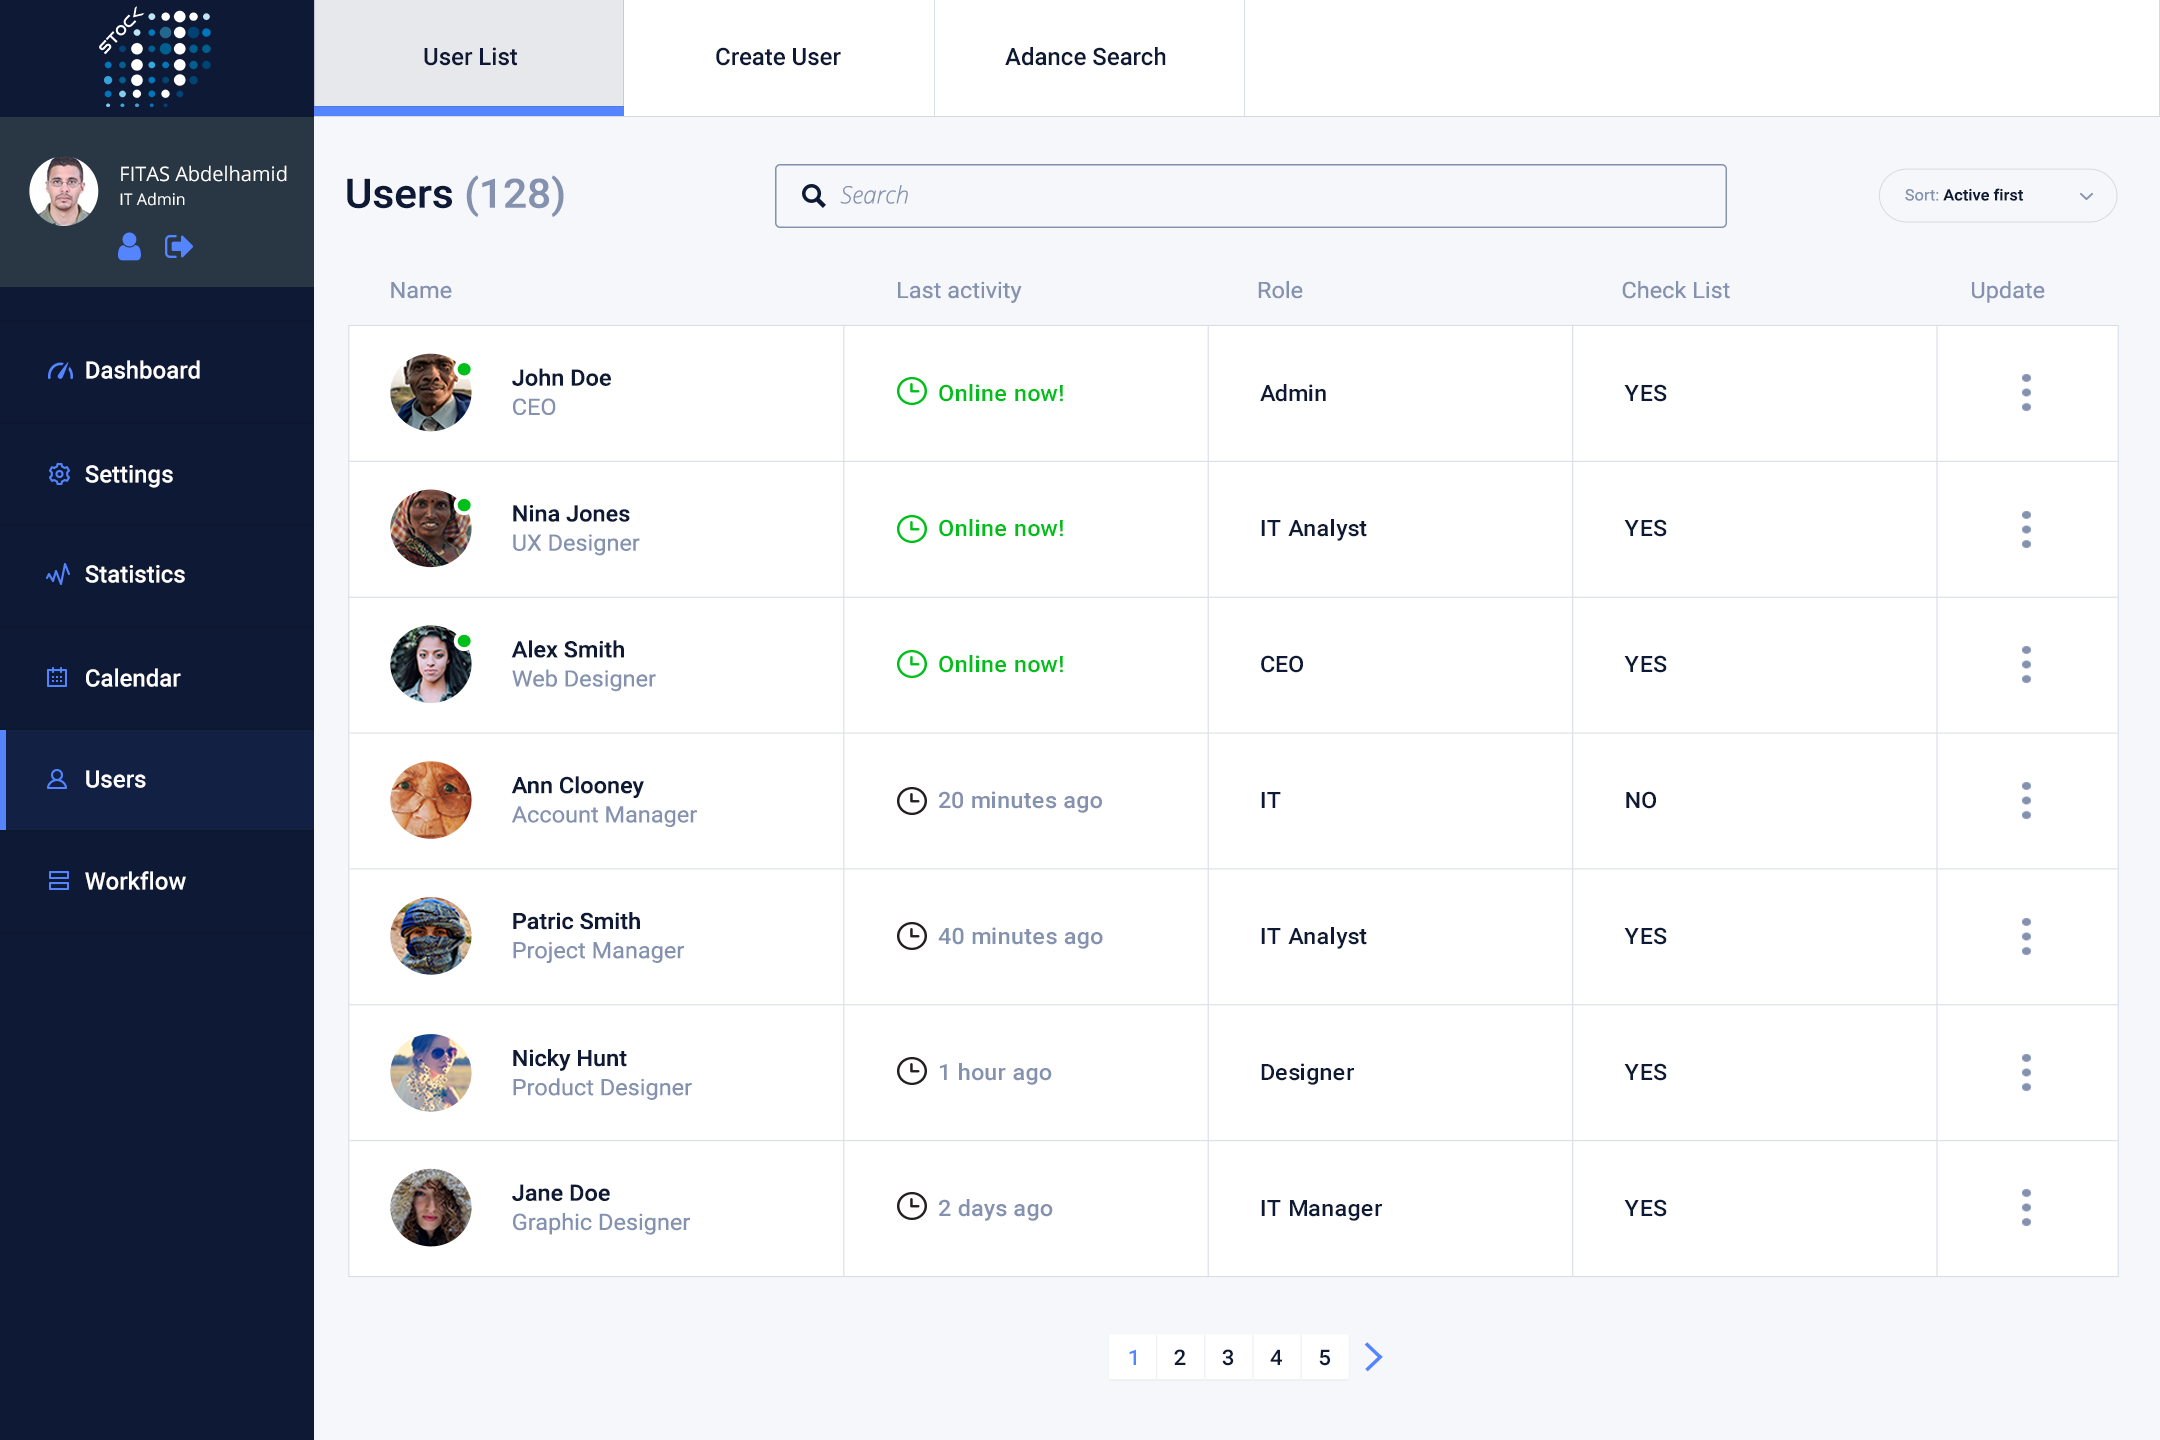 STOCK
User List
Create User
Adance Search
FITAS Abdelhamid
IT Admin
Dashboard
Settings
Statistics
Calendar
Users
Workflow
Users (128)
Search
Sort: Active first
Name
Last activity
Role
Check List
Update
John Doe
CEO
Online now!
Admin
YES
Nina Jones
UX Designer
Online now!
IT Analyst
YES
Alex Smith
Web Designer
Online now!
CEO
YES
Ann Clooney
Account Manager
20 minutes ago
IT
NO
Patric Smith
Project Manager
40 minutes ago
IT Analyst
YES
Nicky Hunt
Product Designer
1 hour ago
Designer
YES
Jane Doe
Graphic Designer
2 days ago
IT Manager
YES
1 2 3 4 5